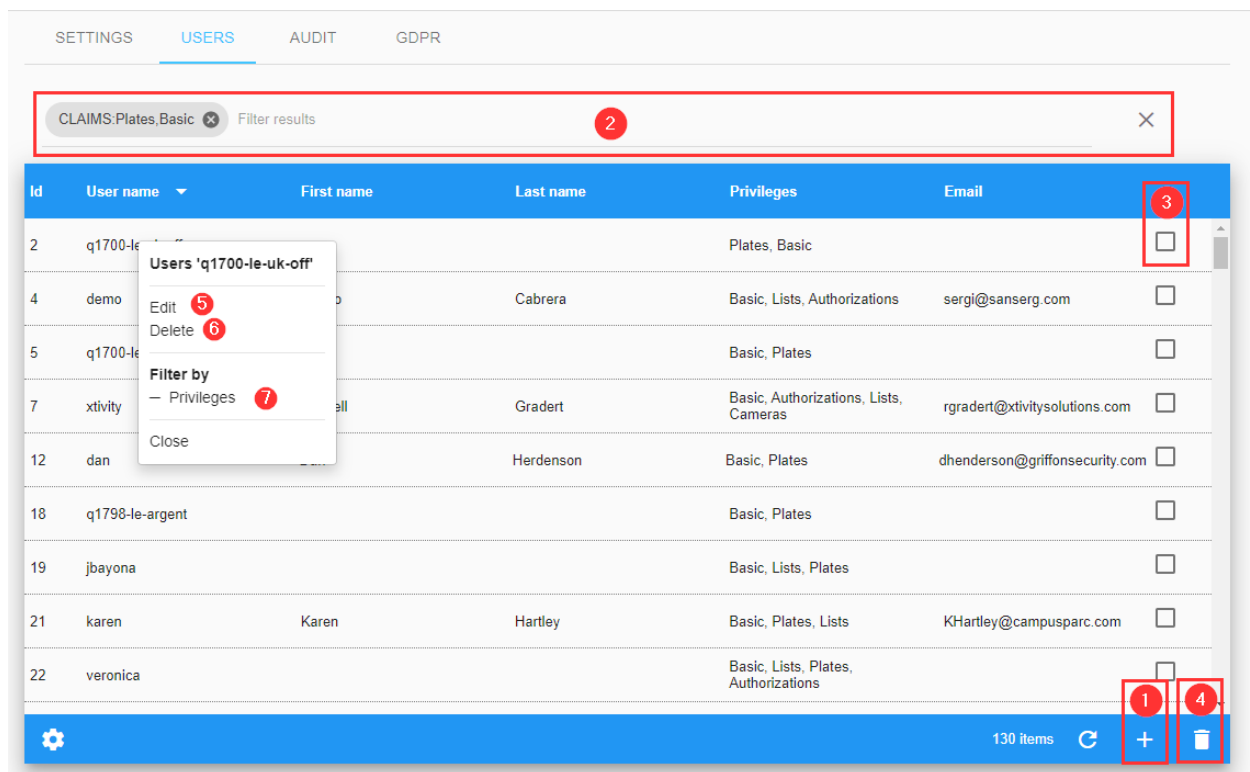 SETTINGS USERS AUDIT GDPR
CLAIMS:Plates,Basic Filter results 2
Id User name First name Last name Privileges Email
3
2 q1700-le Plates, Basic
Users 'q1700-le-uk-off'
4 demo Cabrera Basic, Lists, Authorizations sergi@sanserg.com
Edit 5
Delete 6
5 q1700-le Basic, Plates
Filter by
– Privileges 7
7 xtivity ell Gradert Basic, Authorizations, Lists, Cameras rgradert@xtivitysolutions.com
Close
12 dan Herdenson Basic, Plates dhenderson@griffonsecurity.com
18 q1798-le-argent Basic, Plates
19 jbayona Basic, Lists, Plates
21 karen Karen Hartley Basic, Plates, Lists KHartley@campusparc.com
22 veronica Basic, Lists, Plates, Authorizations
1 4
130 items